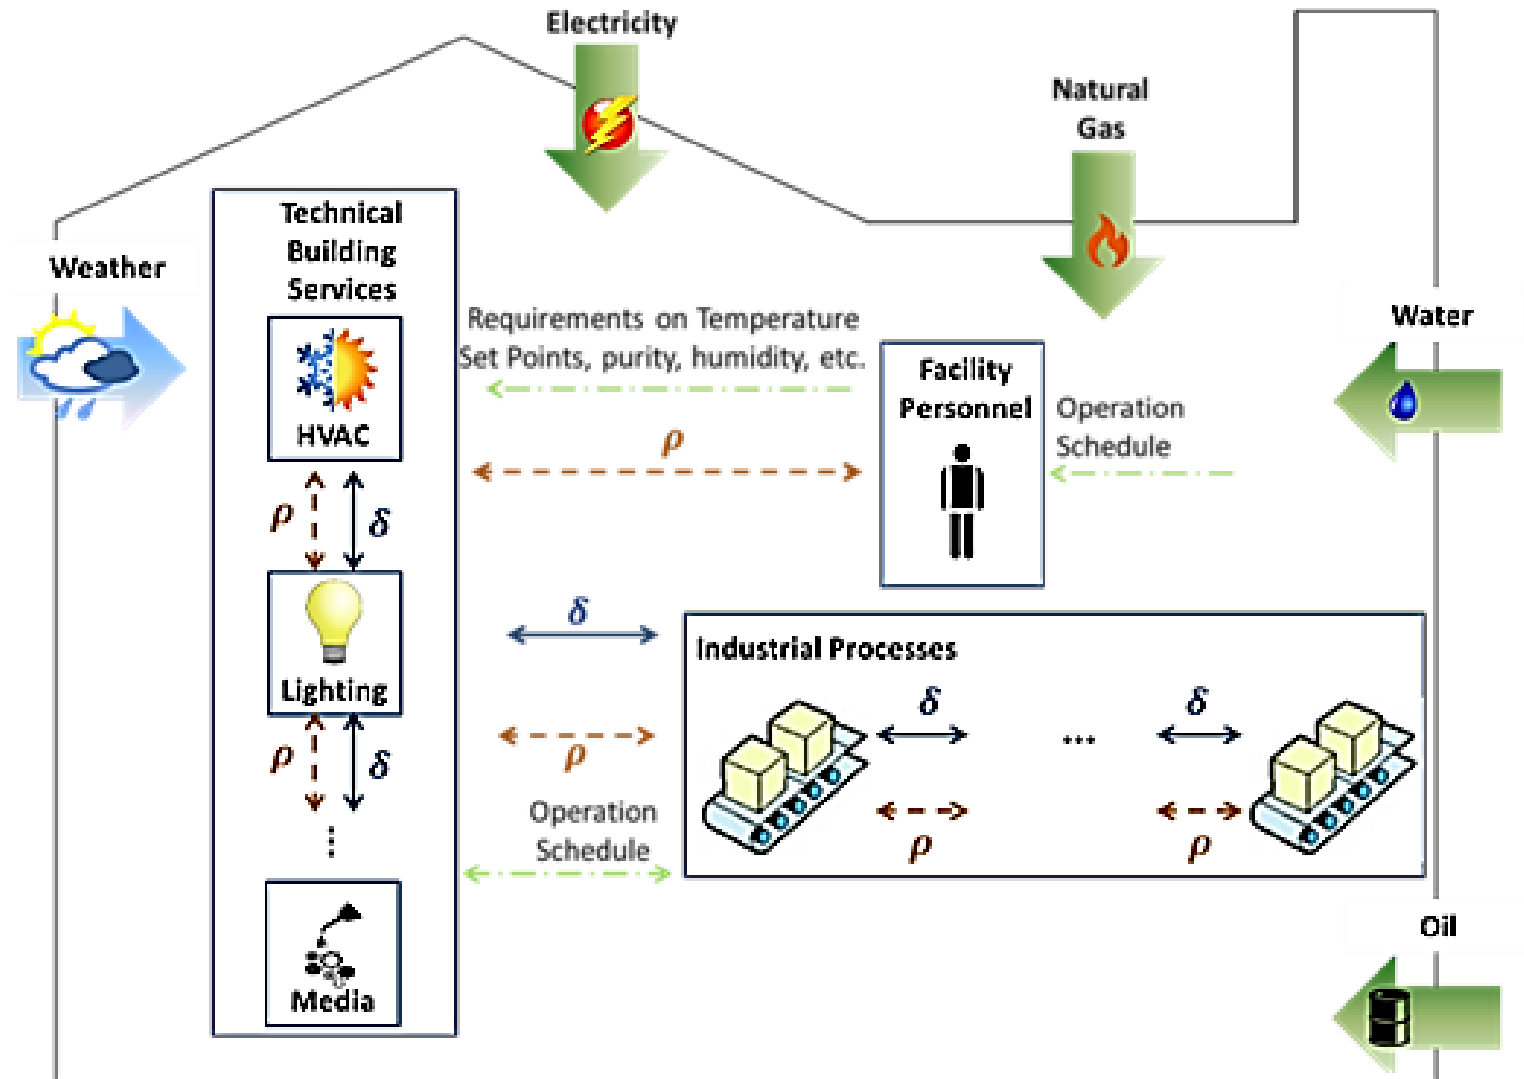 Electricity
Natural
Gas
Technical
Building
Services
Weather
Water
Requirements on Temperature
Set Points, purity, humidity, etc.
Facility
Personnel
Operation
Schedule
HVAC
ρ
ρ
δ
δ
Industrial Processes
Lighting
δ
δ
ρ
δ
ρ
...
ρ
ρ
Operation
Schedule
...
Oil
Media